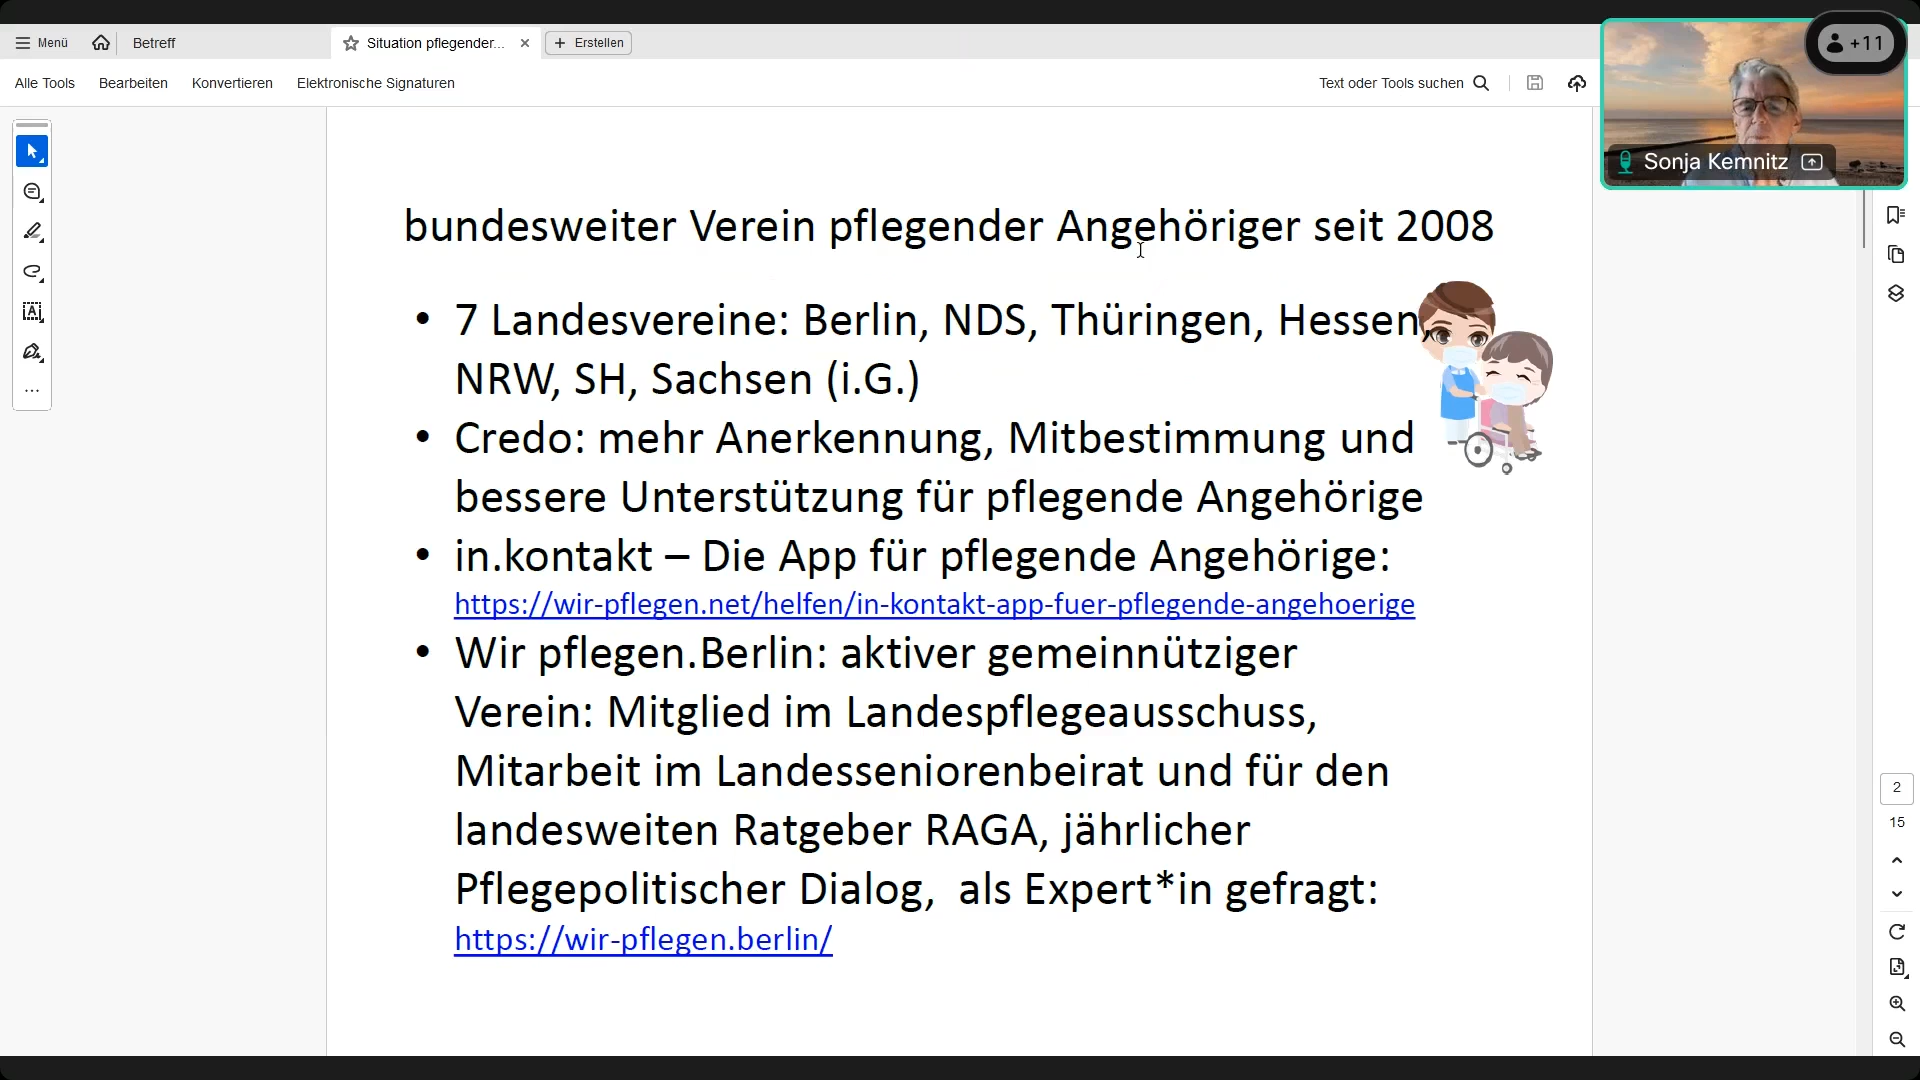 Menü
Betreff
Situation pflegender...
Erstellen
+11
Alle Tools
Bearbeiten
Konvertieren
Elektronische Signaturen
Text oder Tools suchen
Sonja Kemnitz
bundesweiter Verein pflegender Angehöriger seit 2008
• 7 Landesvereine: Berlin, NDS, Thüringen, Hessen,
NRW, SH, Sachsen (i.G.)
• Credo: mehr Anerkennung, Mitbestimmung und
bessere Unterstützung für pflegende Angehörige
• in.kontakt – Die App für pflegende Angehörige:
https://wir-pflegen.net/helfen/in-kontakt-app-fuer-pflegende-angehoerige
• Wir pflegen.Berlin: aktiver gemeinnütziger
Verein: Mitglied im Landespflegeausschuss,
Mitarbeit im Landesseniorenbeirat und für den
landesweiten Ratgeber RAGA, jährlicher
Pflegepolitischer Dialog,  als Expert*in gefragt:
https://wir-pflegen.berlin/
2
15